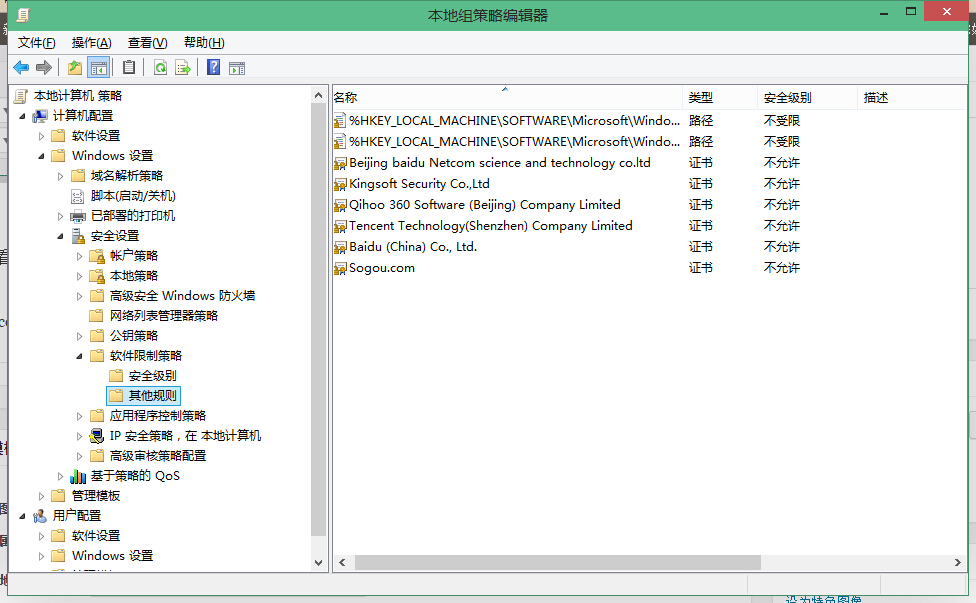 本地组策略编辑器
文件(F) 操作(A) 查看(V) 帮助(H)
本地计算机 策略
计算机配置
软件设置
Windows 设置
域名解析策略
脚本(启动/关机)
已部署的打印机
安全设置
帐户策略
本地策略
高级安全 Windows 防火墙
网络列表管理器策略
公钥策略
软件限制策略
安全级别
其他规则
应用程序控制策略
IP 安全策略，在 本地计算机
高级审核策略配置
基于策略的 QoS
管理模板
用户配置
软件设置
Windows 设置
名称 类型 安全级别 描述
%HKEY_LOCAL_MACHINE\SOFTWARE\Microsoft\Windo... 路径 不受限
%HKEY_LOCAL_MACHINE\SOFTWARE\Microsoft\Windo... 路径 不受限
Beijing baidu Netcom science and technology co.ltd 证书 不允许
Kingsoft Security Co.,Ltd 证书 不允许
Qihoo 360 Software (Beijing) Company Limited 证书 不允许
Tencent Technology(Shenzhen) Company Limited 证书 不允许
Baidu (China) Co., Ltd. 证书 不允许
Sogou.com 证书 不允许
设为特色图像